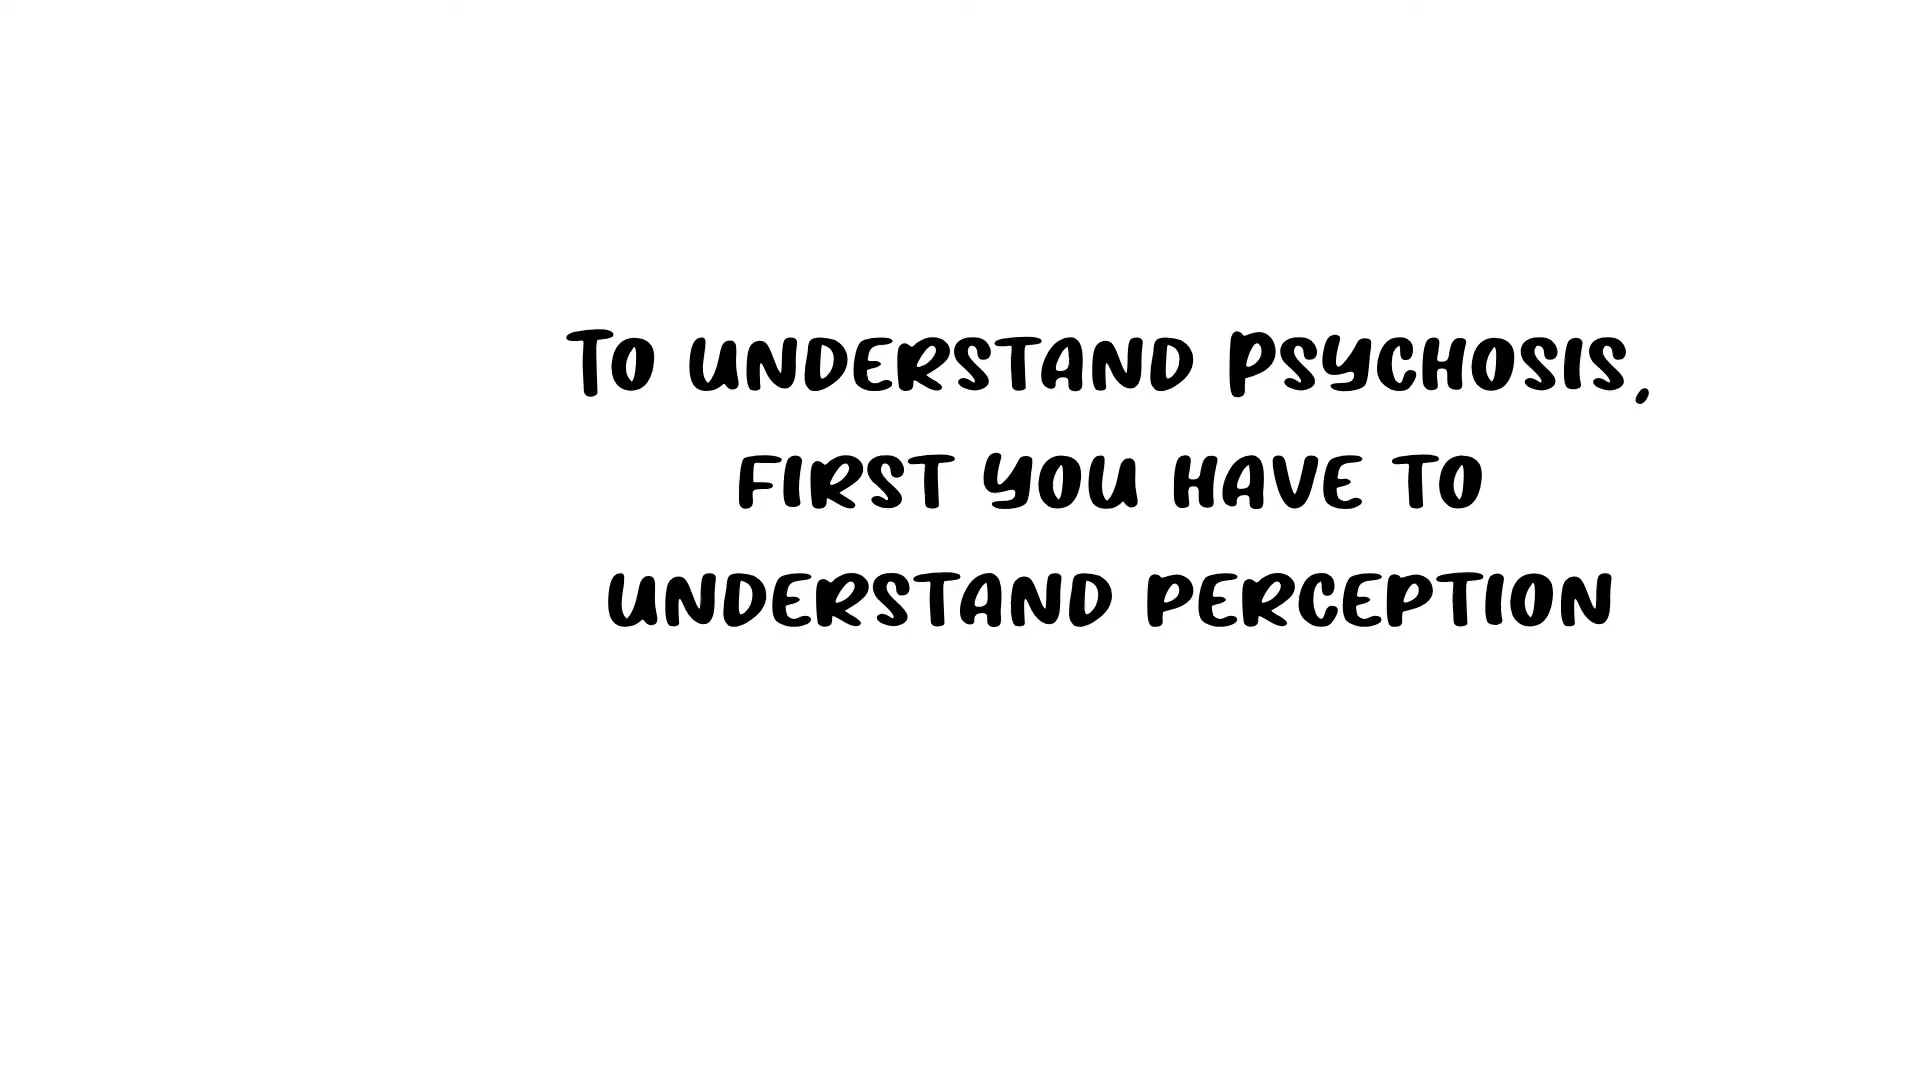 To understand Psychosis,
first you have to
understand perception